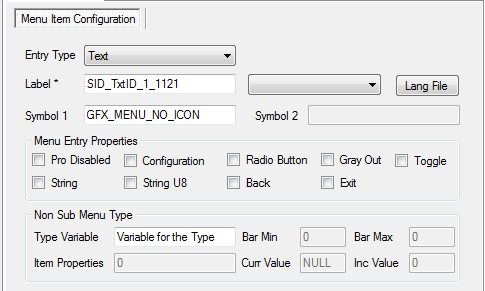 Menu Item Configuration
Entry Type Text
Label * SID_TxtID_1_1121 Lang File
Symbol 1 GFX_MENU_NO_ICON Symbol 2
Menu Entry Properties
Pro Disabled Configuration Radio Button Gray Out Toggle
String String U8 Back Exit
Non Sub Menu Type
Type Variable Variable for the Type Bar Min 0 Bar Max 0
Item Properties 0 Curr Value NULL Inc Value 0